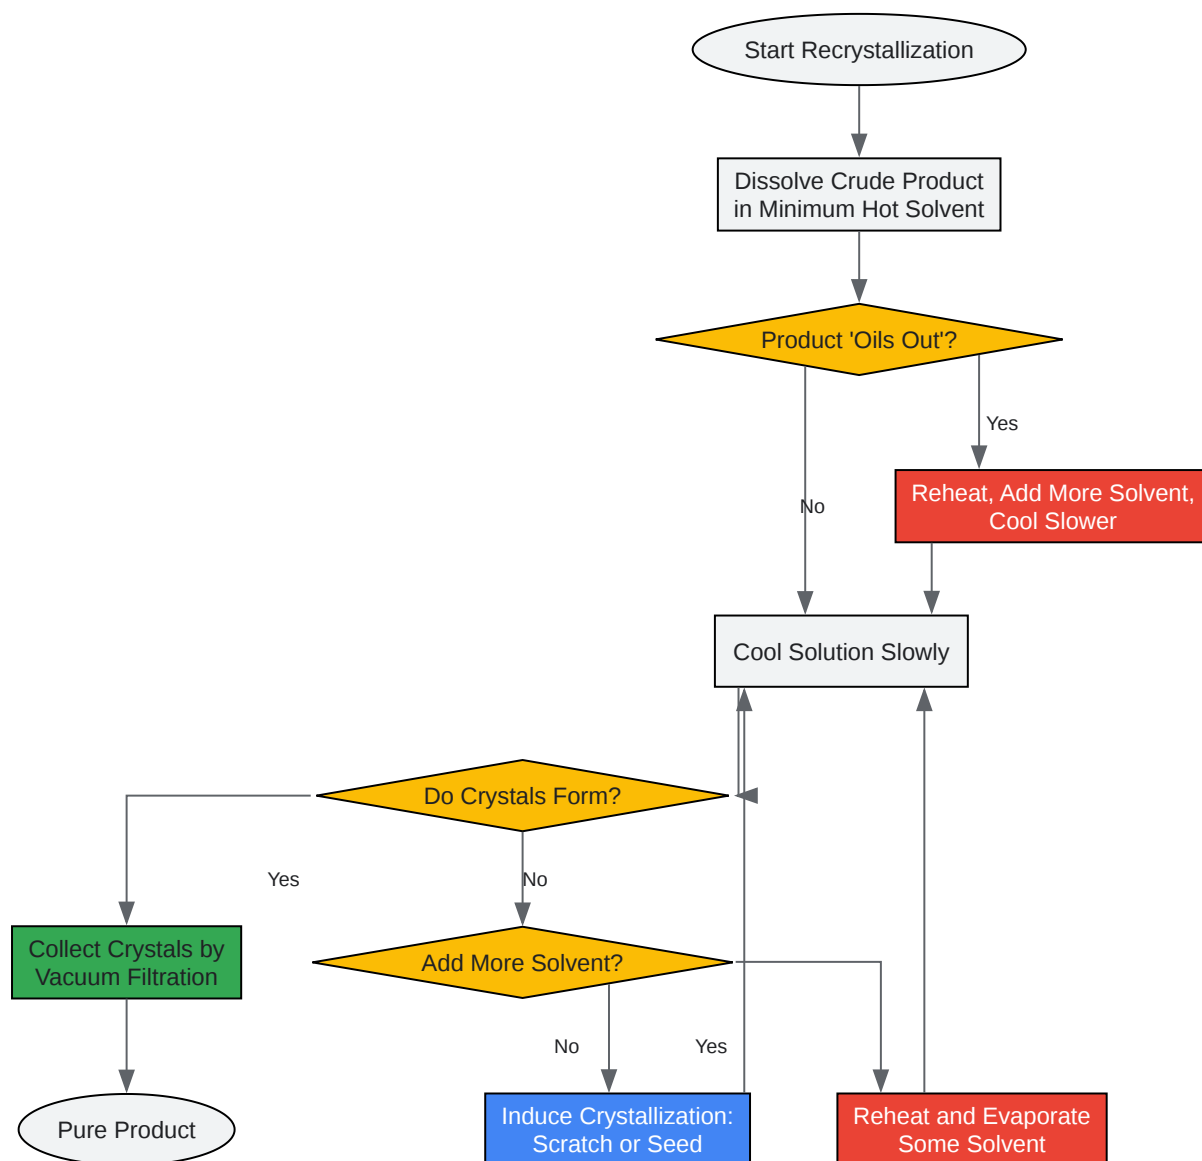 Start Recrystallization
Dissolve Crude Product
in Minimum Hot Solvent
Product 'Oils Out'?
Yes
Reheat, Add More Solvent,
Cool Slower
No
Cool Solution Slowly
Do Crystals Form?
Yes
No
Collect Crystals by
Vacuum Filtration
Add More Solvent?
No
Yes
Pure Product
Induce Crystallization:
Scratch or Seed
Reheat and Evaporate
Some Solvent